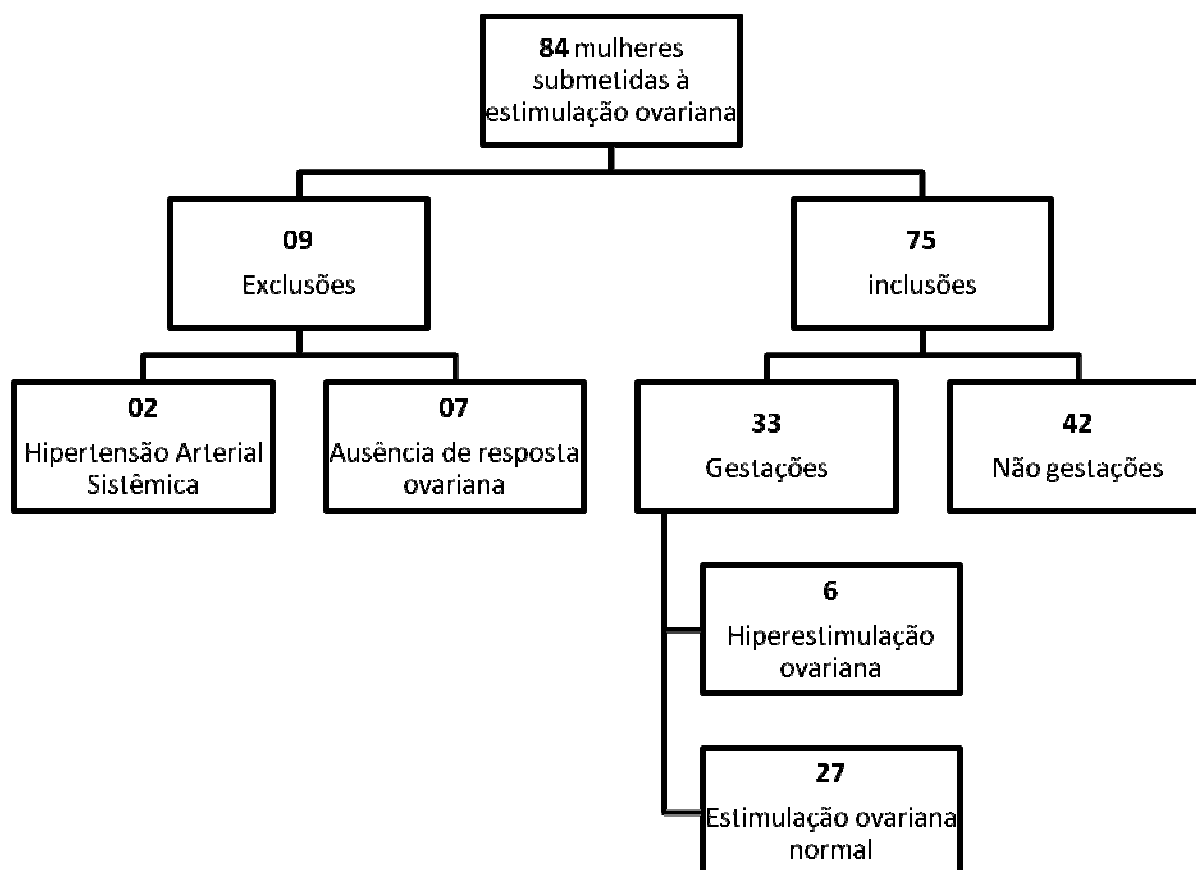 84 mulheres
submetidas à
estimulação ovariana
09
Exclusões
75
inclusões
02
Hipertensão Arterial
Sistêmica
07
Ausência de resposta
ovariana
33
Gestações
42
Não gestações
6
Hiperestimulação
ovariana
27
Estimulação ovariana
normal